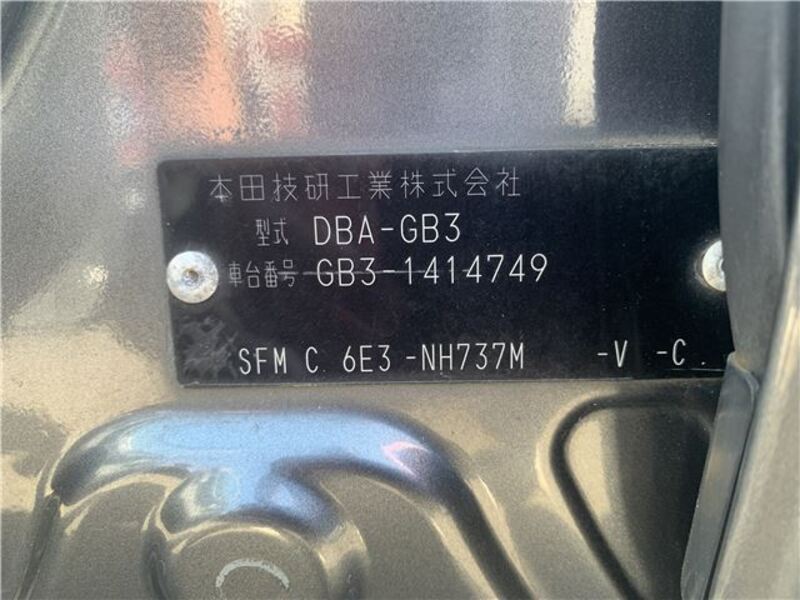 本田技研工業株式会社
型式 DBA-GB3
車台番号 GB3-1414749
SFM C 6E3 -NH737M -V -C